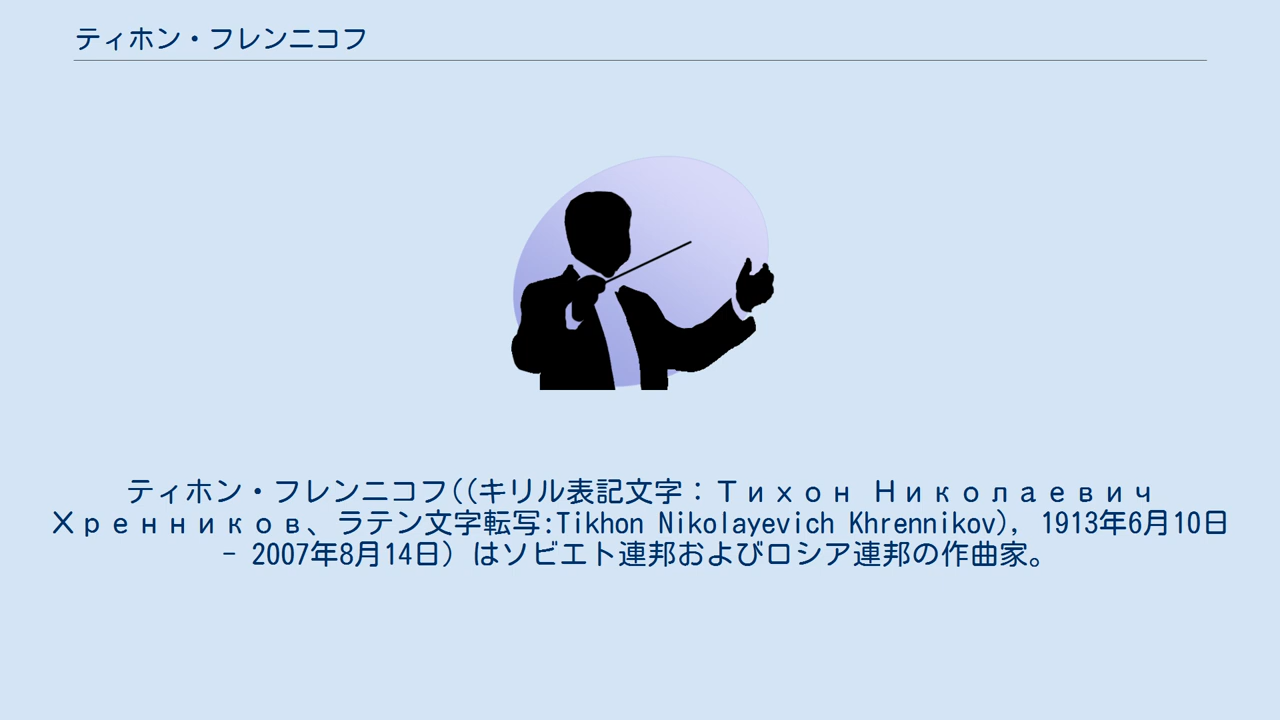 ティホン・フレンニコフ
ティホン・フレンニコフ((キリル表記文字：Тихон Николаевич
Хренников、ラテン文字転写:Tikhon Nikolayevich Khrennikov), 1913年6月10日
- 2007年8月14日) はソビエト連邦およびロシア連邦の作曲家。